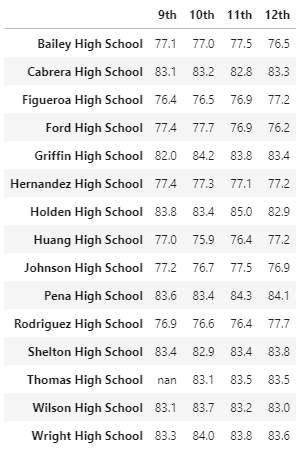 9th 10th 11th 12th
Bailey High School 77.1 77.0 77.5 76.5
Cabrera High School 83.1 83.2 82.8 83.3
Figueroa High School 76.4 76.5 76.9 77.2
Ford High School 77.4 77.7 76.9 76.2
Griffin High School 82.0 84.2 83.8 83.4
Hernandez High School 77.4 77.3 77.1 77.2
Holden High School 83.8 83.4 85.0 82.9
Huang High School 77.0 75.9 76.4 77.2
Johnson High School 77.2 76.7 77.5 76.9
Pena High School 83.6 83.4 84.3 84.1
Rodriguez High School 76.9 76.6 76.4 77.7
Shelton High School 83.4 82.9 83.4 83.8
Thomas High School nan 83.1 83.5 83.5
Wilson High School 83.1 83.7 83.2 83.0
Wright High School 83.3 84.0 83.8 83.6